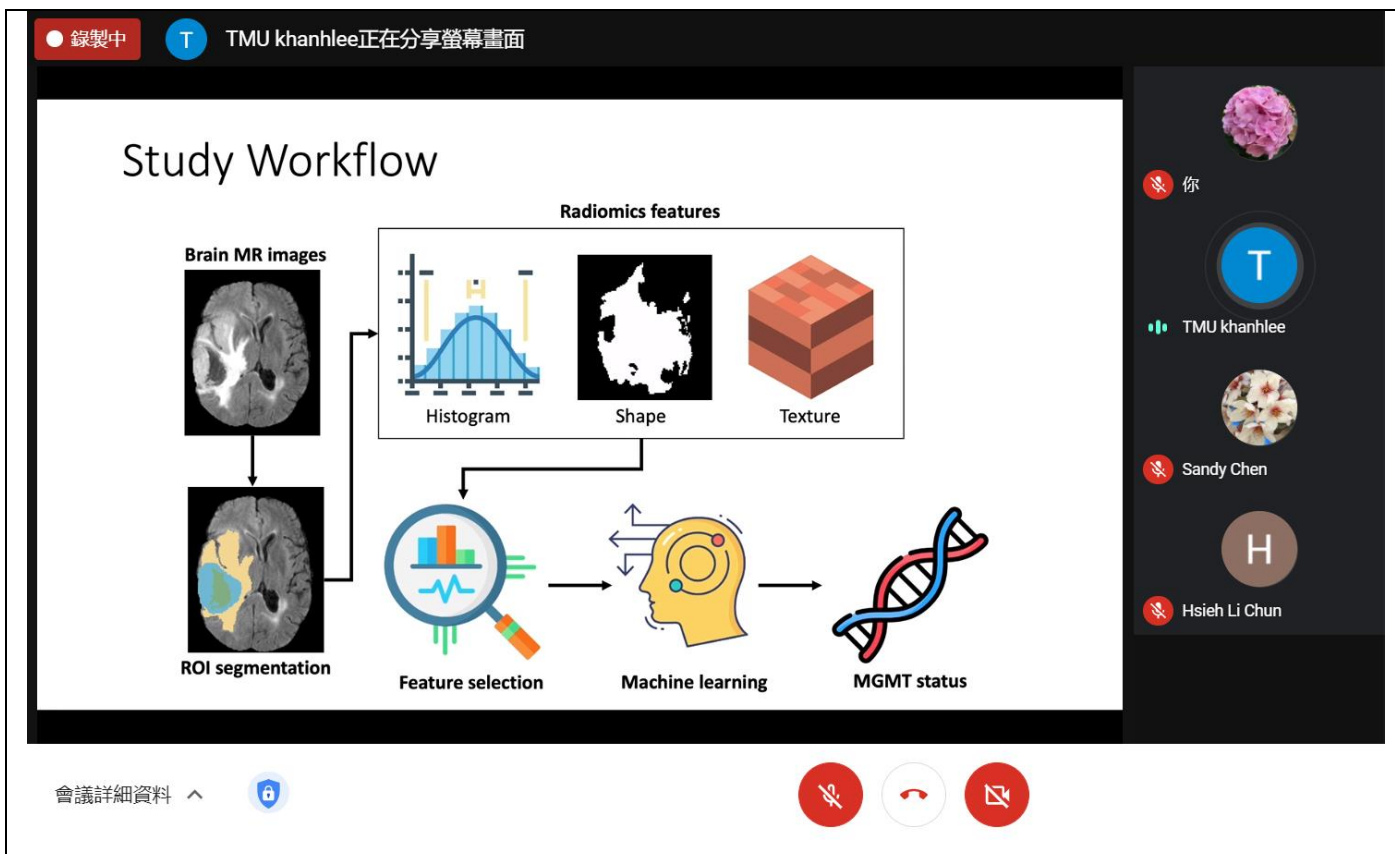 錄製中
T
TMU khanhlee正在分享螢幕畫面
Study Workflow
Radiomics features
Brain MR images
Histogram
Shape
Texture
ROI segmentation
Feature selection
Machine learning
MGMT status
你
T
TMU khanhlee
Sandy Chen
H
Hsieh Li Chun
會議詳細資料